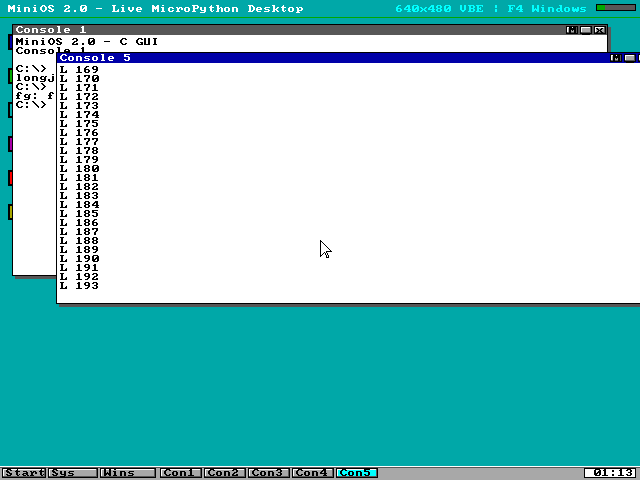 MiniOS 2.0 - Live MicroPython Desktop 640x480 VBE ¦ F4 Windows
Console 1 M
MiniOS 2.0 - C GUI
Console 1
Console 5 M
C:\>
longj
C:\>
fg: f
C:\>
L 169
L 170
L 171
L 172
L 173
L 174
L 175
L 176
L 177
L 178
L 179
L 180
L 181
L 182
L 183
L 184
L 185
L 186
L 187
L 188
L 189
L 190
L 191
L 192
L 193
Start Sys Wins Con1 Con2 Con3 Con4 Con5 01:13